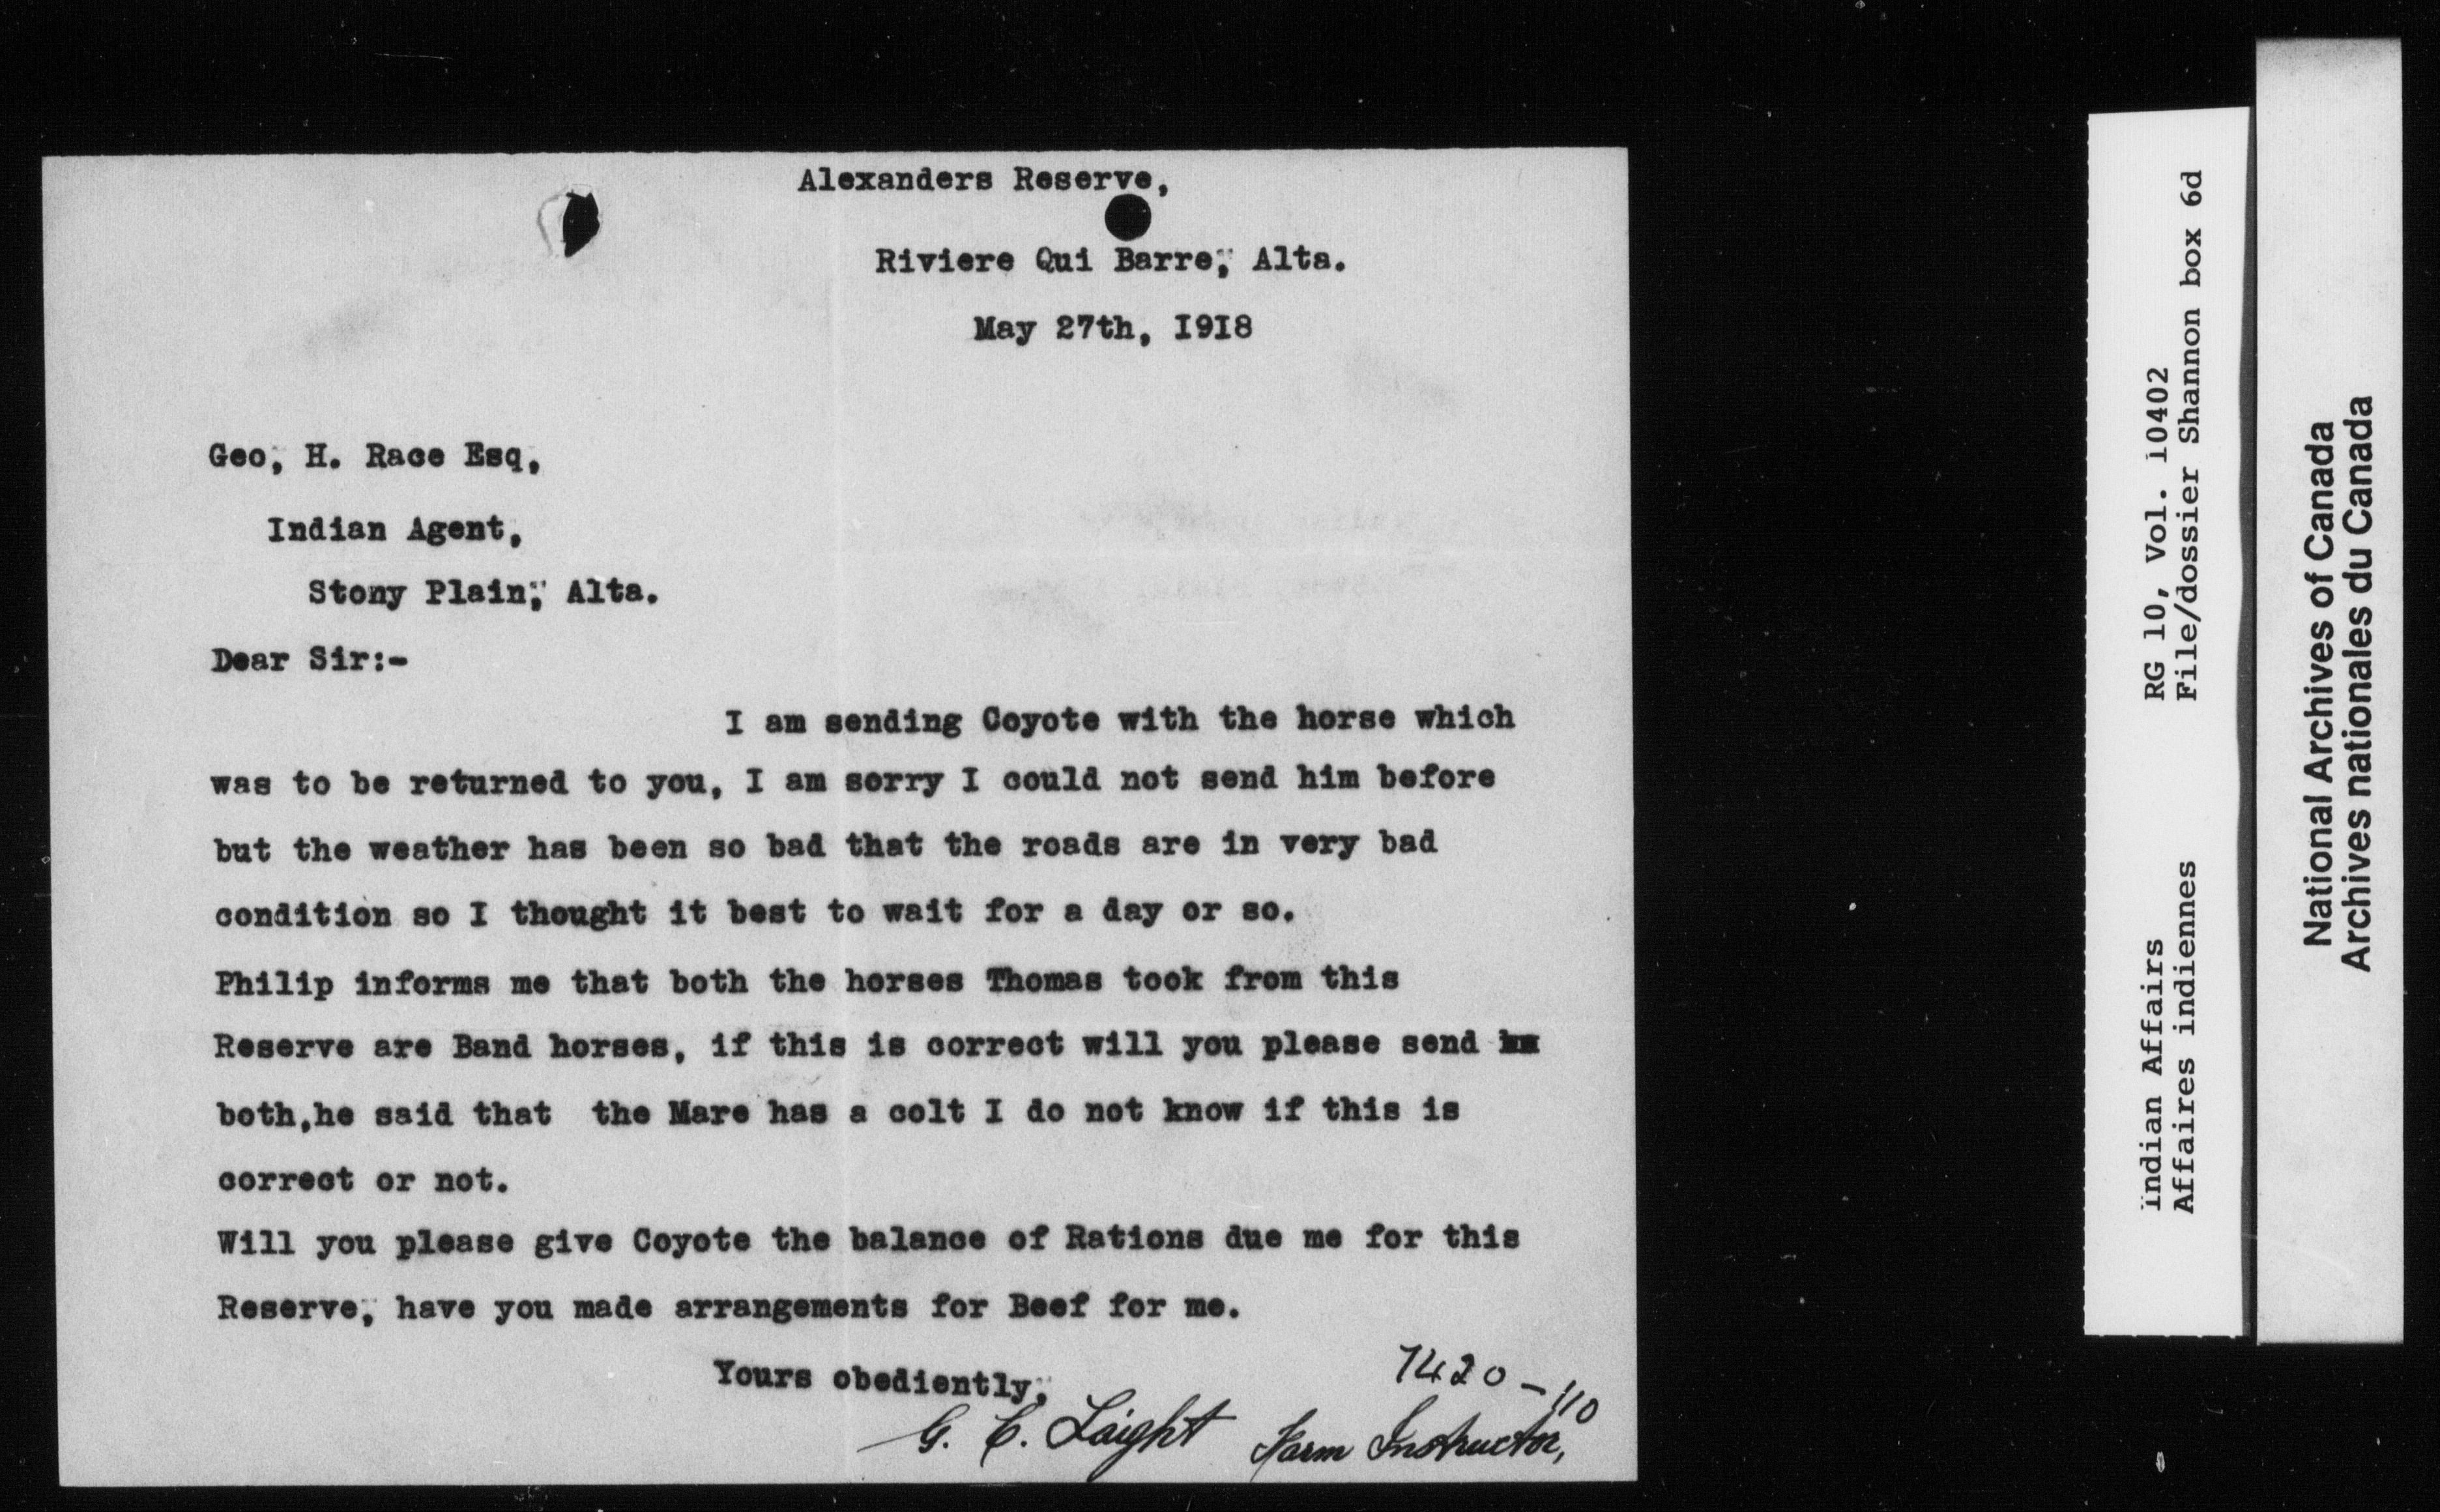 Alexanders Reserve,
Riviere Qui Barre, Alta.
May 27th, I9I8
Geo, H. Race Esq,
Indian Agent,
Stony Plain, Alta.
Dear Sir:-
I am sending Coyote with the horse which
was to be returned to you, I am sorry I could not send him before
but the weather has been so bad that the roads are in very bad
condition so I thought it best to wait for a day or so.
Philip informs me that both the horses Thomas took from this
Reserve are Band horses, if this is correct will you please send
both,he said that  the Mare has a colt I do not know if this is
correct or not.
Will you please give Coyote the balance of Rations due me for this
Reserve, have you made arrangements for Beef for me.
Yours obediently,
7420-110
G. C. Laight Farm Instructor,
Indian Affairs
Affaires indiennes
RG 10, Vol. 10402
File/dossier Shannon box 6d
National Archives of Canada
Archives nationales du Canada